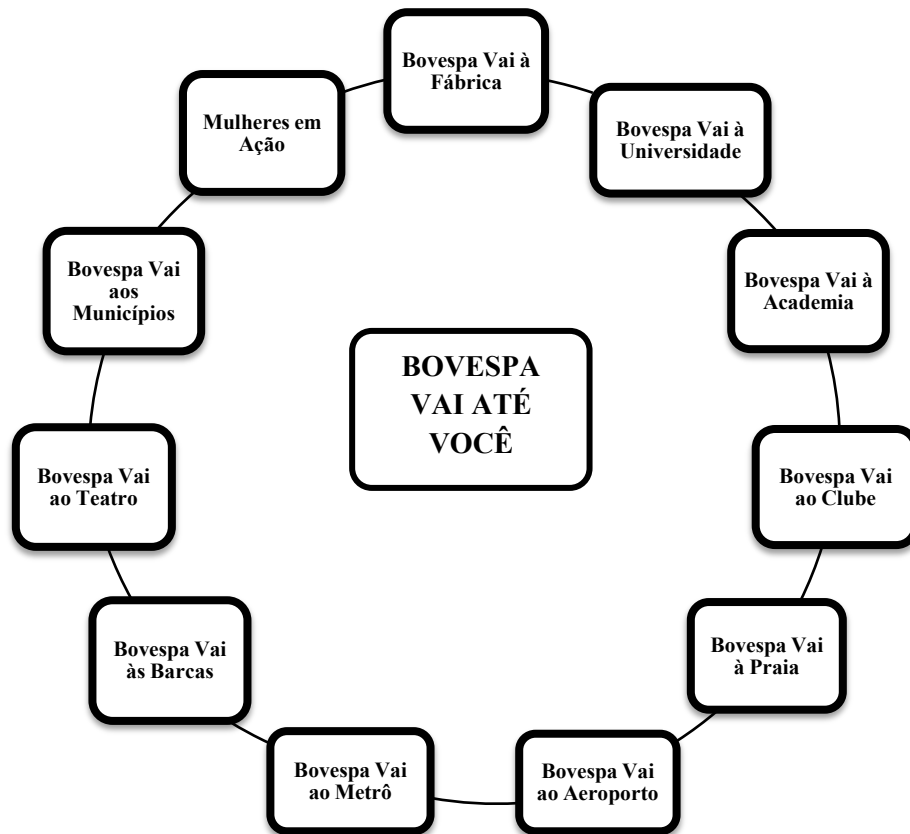 Bovespa Vai à
Fábrica
Bovespa Vai à
Universidade
Bovespa Vai à
Academia
Bovespa Vai
ao Clube
Bovespa Vai
à Praia
Bovespa Vai
ao Aeroporto
Bovespa Vai
ao Metrô
Bovespa Vai
às Barcas
Bovespa Vai
ao Teatro
Bovespa Vai
aos
Municípios
Mulheres em
Ação
BOVESPA
VAI ATÉ
VOCÊ